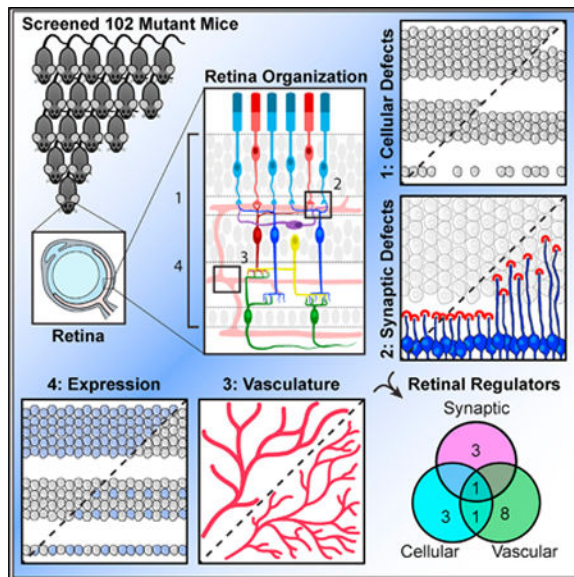 Screened 102 Mutant Mice
Retina Organization
1
2
3
4
Retina
1: Cellular Defects
2: Synaptic Defects
4: Expression
3: Vasculature
Retinal Regulators
Synaptic
3
1
3
1
8
Cellular
Vascular